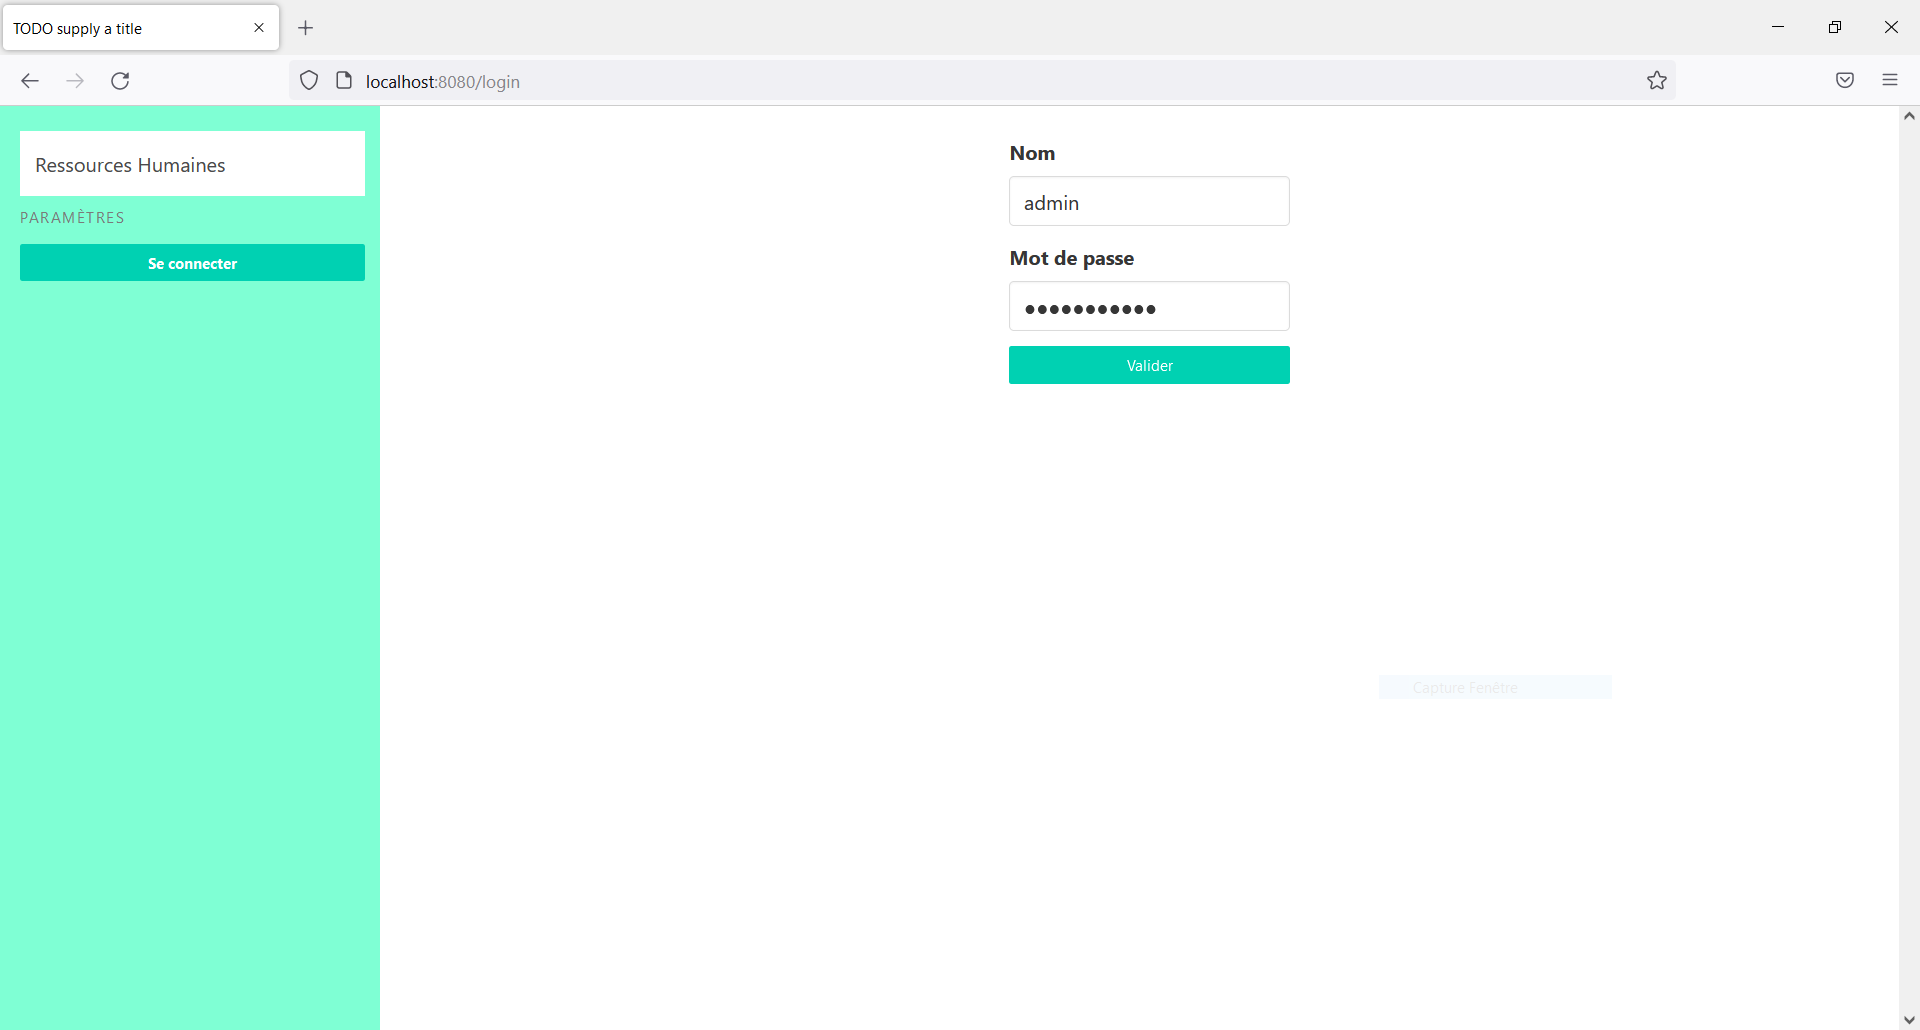 TODO supply a title
localhost:8080/login
Ressources Humaines
PARAMÈTRES
Se connecter
Nom
admin
Mot de passe
Valider
Capture Fenêtre